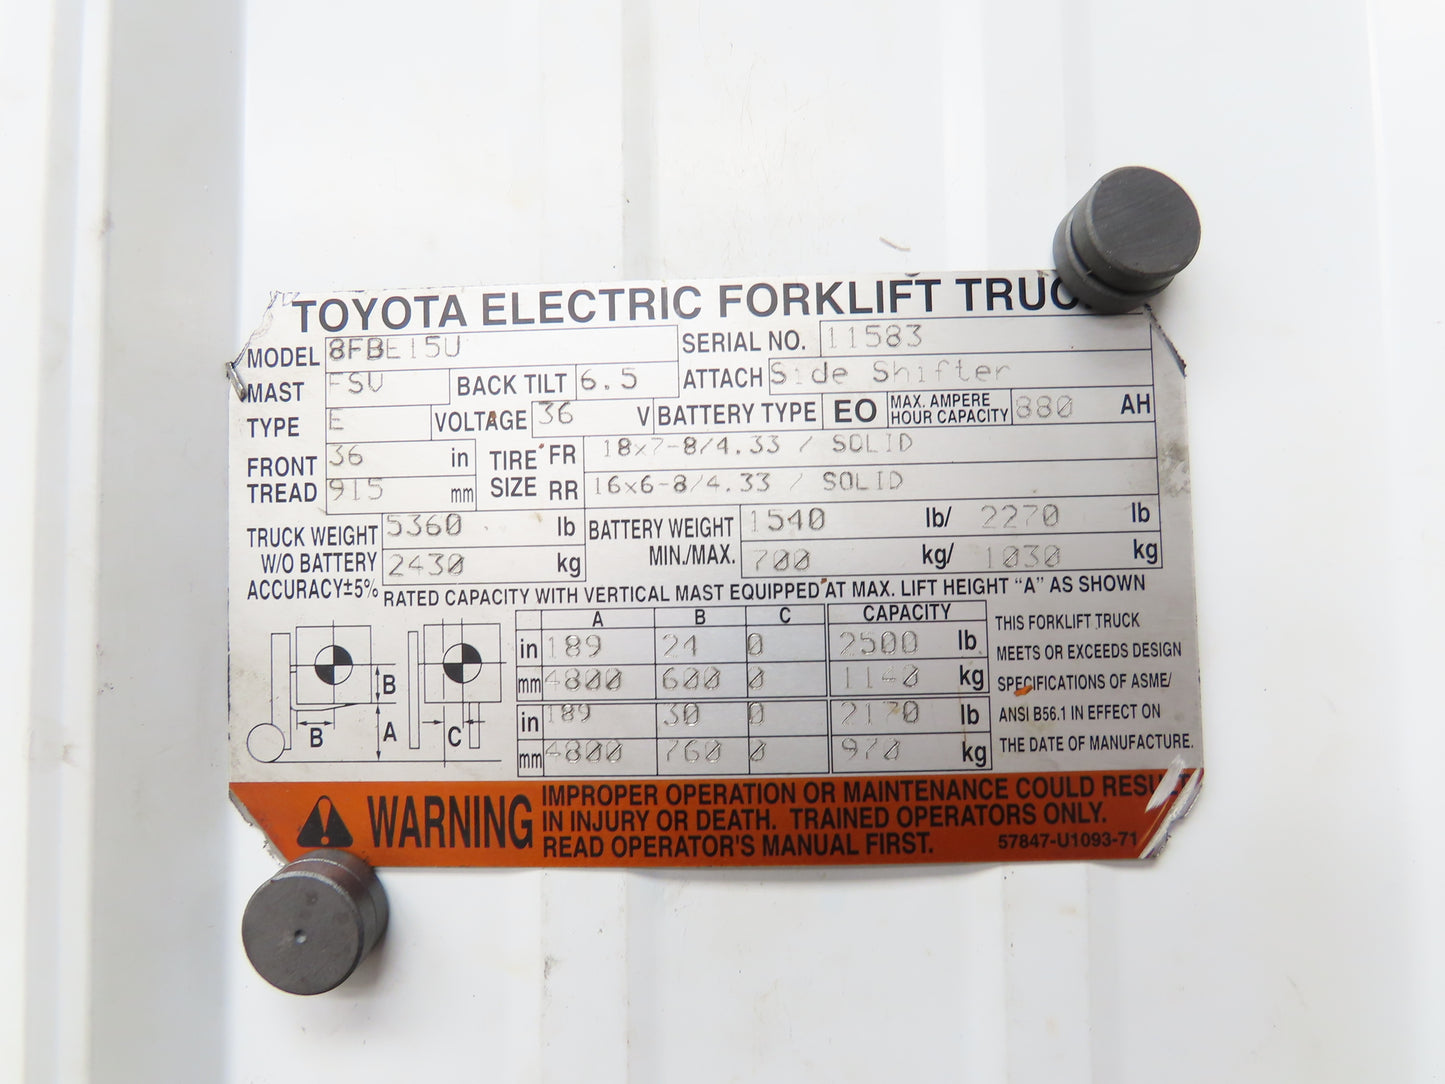 TOYOTA ELECTRIC FORKLIFT
MODEL 8FBE15U SERIAL NO. 11583
MAST FSV BACK TILT 6.5 ATTACH Side Shifter
TYPE E VOLTAGE 36 V BATTERY TYPE EO MAX. AMPERE HOUR CAPACITY 880 AH
FRONT TREAD 36 in TIRE SIZE FR 18x7-8/4.33 / SOLID
915 mm RR 16x6-8/4.33 / SOLID
TRUCK WEIGHT 5360 lb BATTERY WEIGHT 1540 lb/ 2270 lb
W/O BATTERY 2430 kg MIN./MAX. 700 kg/ 1030 kg
ACCURACY±5%
RATED CAPACITY WITH VERTICAL MAST EQUIPPED AT MAX. LIFT HEIGHT "A" AS SHOWN
A B C CAPACITY
in 189 24 0 2500 lb
mm 4800 600 0 1140 kg
in 189 30 0 2170 lb
mm 4800 760 0 970 kg
B
A
B
C
THIS FORKLIFT TRUCK
MEETS OR EXCEEDS DESIGN
SPECIFICATIONS OF ASME/
ANSI B56.1 IN EFFECT ON
THE DATE OF MANUFACTURE.
WARNING
IMPROPER OPERATION OR MAINTENANCE COULD RESULT
IN INJURY OR DEATH. TRAINED OPERATORS ONLY.
READ OPERATOR'S MANUAL FIRST.
57847-U1093-71